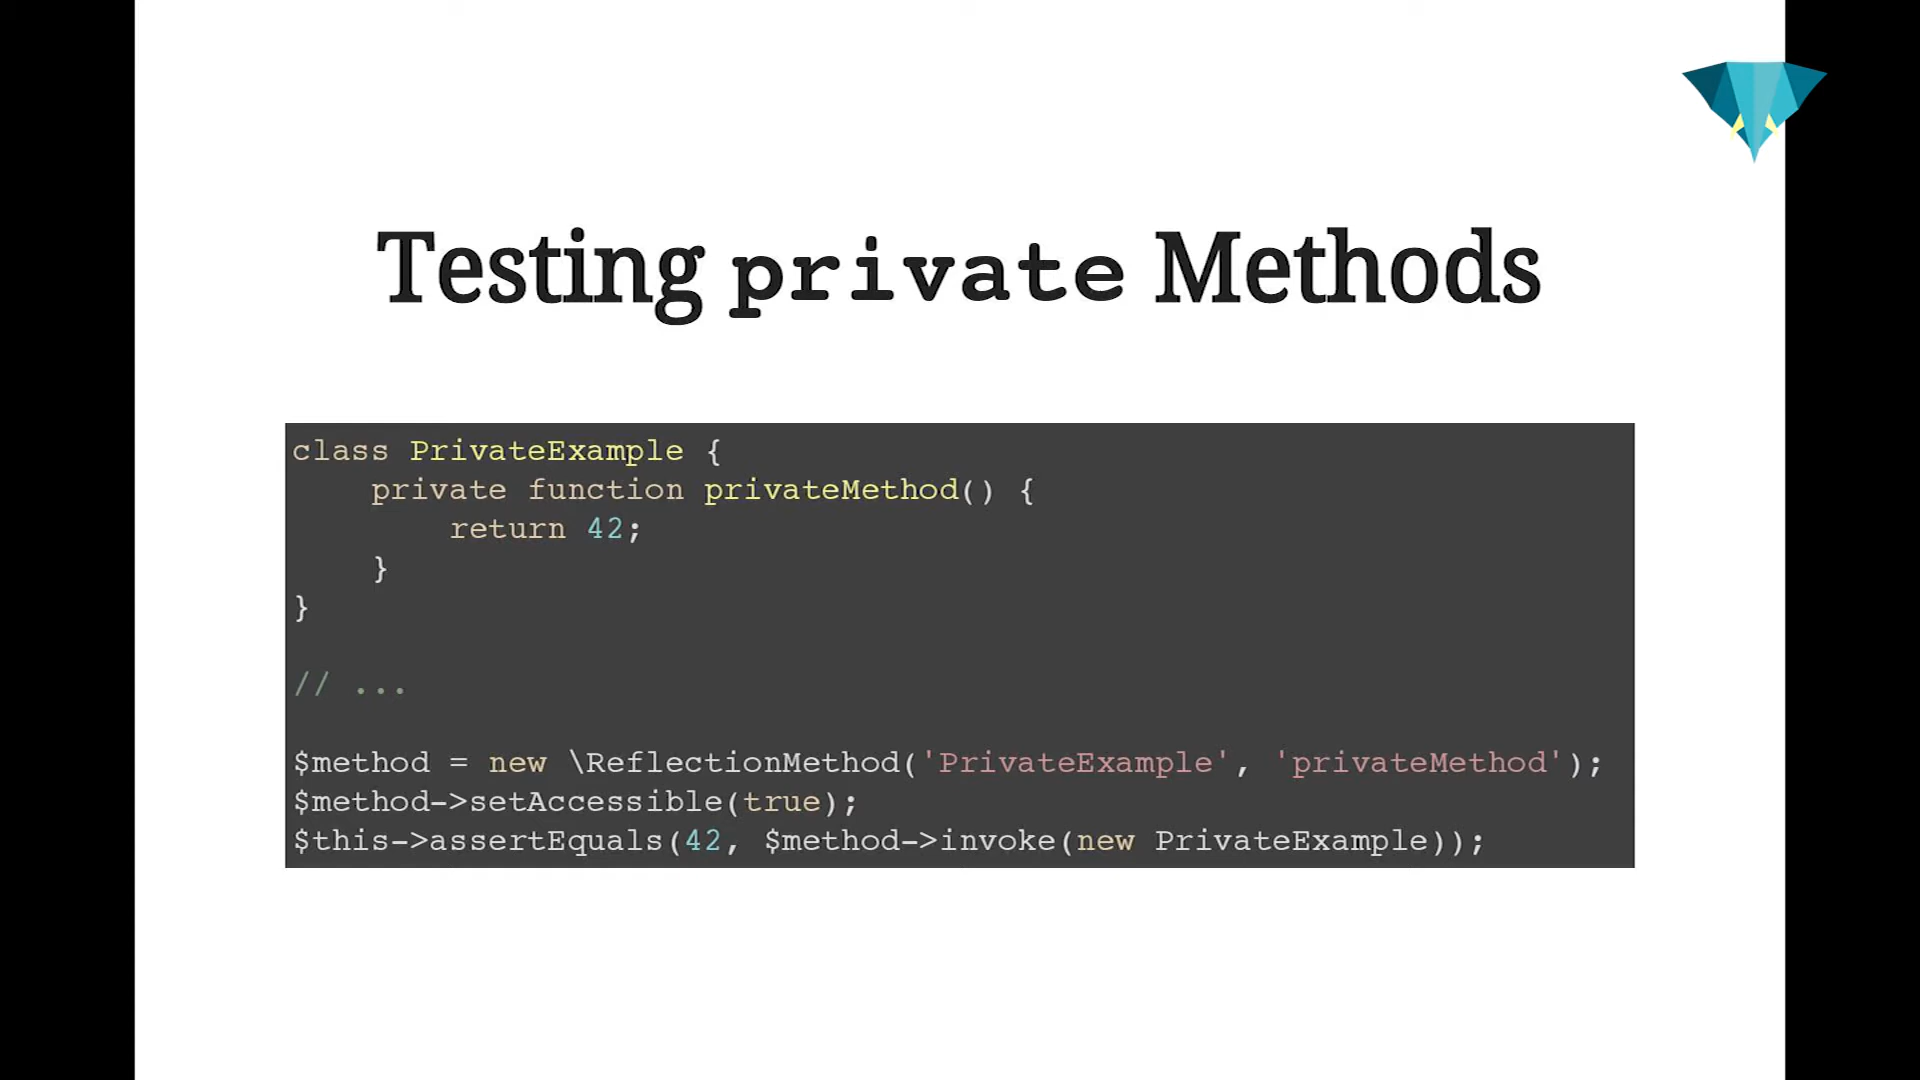 Testing private Methods
class PrivateExample {
    private function privateMethod() {
        return 42;
    }
}
// ...
$method = new \ReflectionMethod('PrivateExample', 'privateMethod');
$method->setAccessible(true);
$this->assertEquals(42, $method->invoke(new PrivateExample));